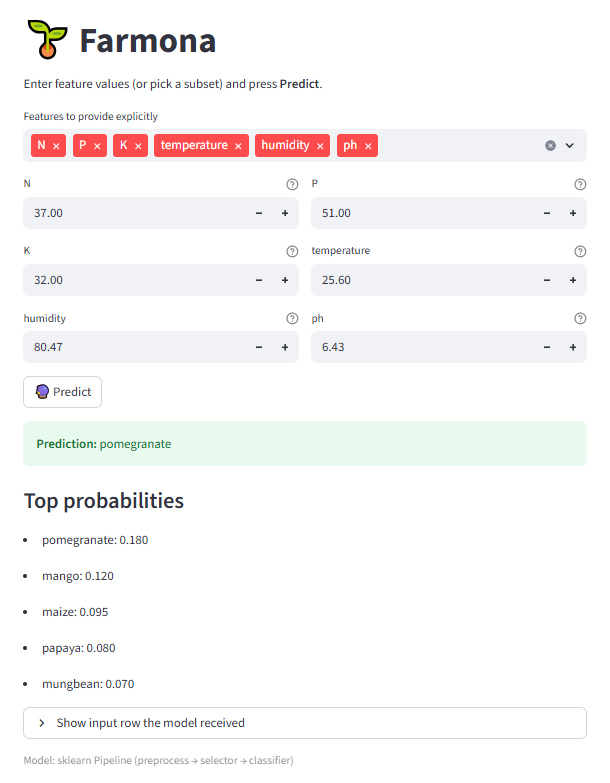 Farmona
Enter feature values (or pick a subset) and press Predict.
Features to provide explicitly
N × P × K × temperature × humidity × ph ×
N P
37.00 − + 51.00 − +
K temperature
32.00 − + 25.60 − +
humidity ph
80.47 − + 6.43 − +
Predict
Prediction: pomegranate
Top probabilities
• pomegranate: 0.180
• mango: 0.120
• maize: 0.095
• papaya: 0.080
• mungbean: 0.070
Show input row the model received
Model: sklearn Pipeline (preprocess → selector → classifier)